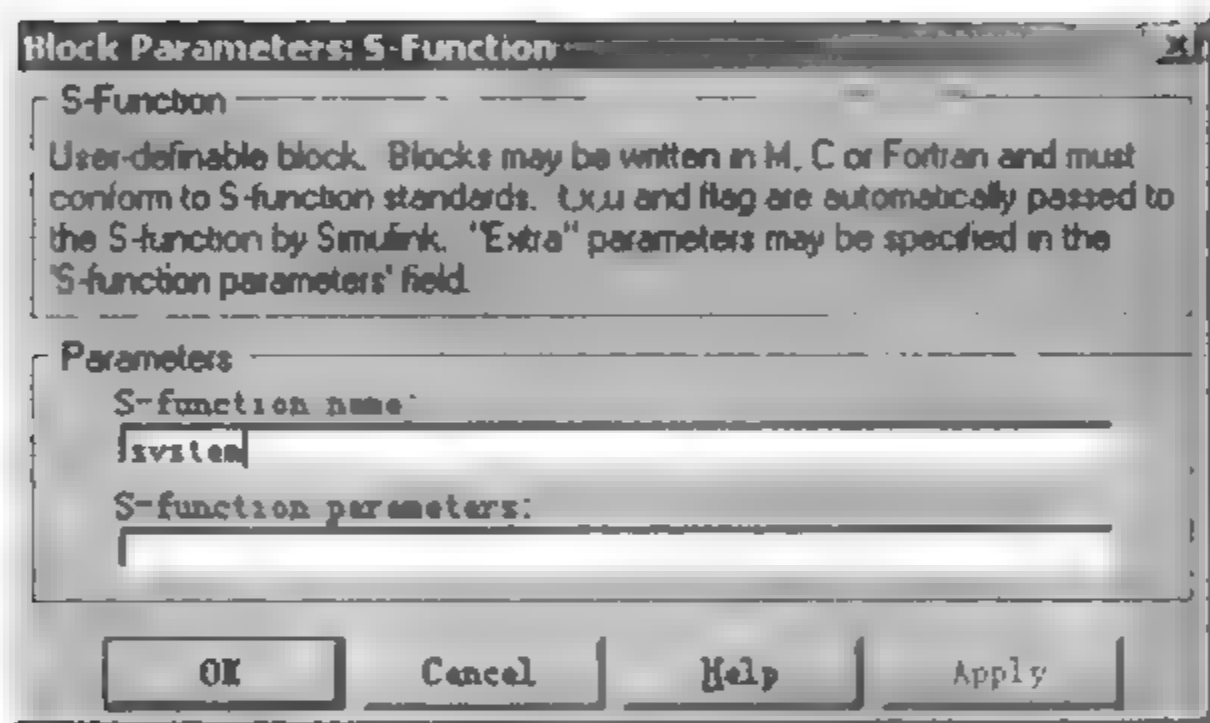 Block Parameters: S-Function
S-Function
User-definable block. Blocks may be written in M, C or Fortran and must
conform to S-function standards. t,x,u and flag are automatically passed to
the S-function by Simulink. "Extra" parameters may be specified in the
'S-function parameters' field.
Parameters
S-function name:
system
S-function parameters:
OK Cancel Help Apply